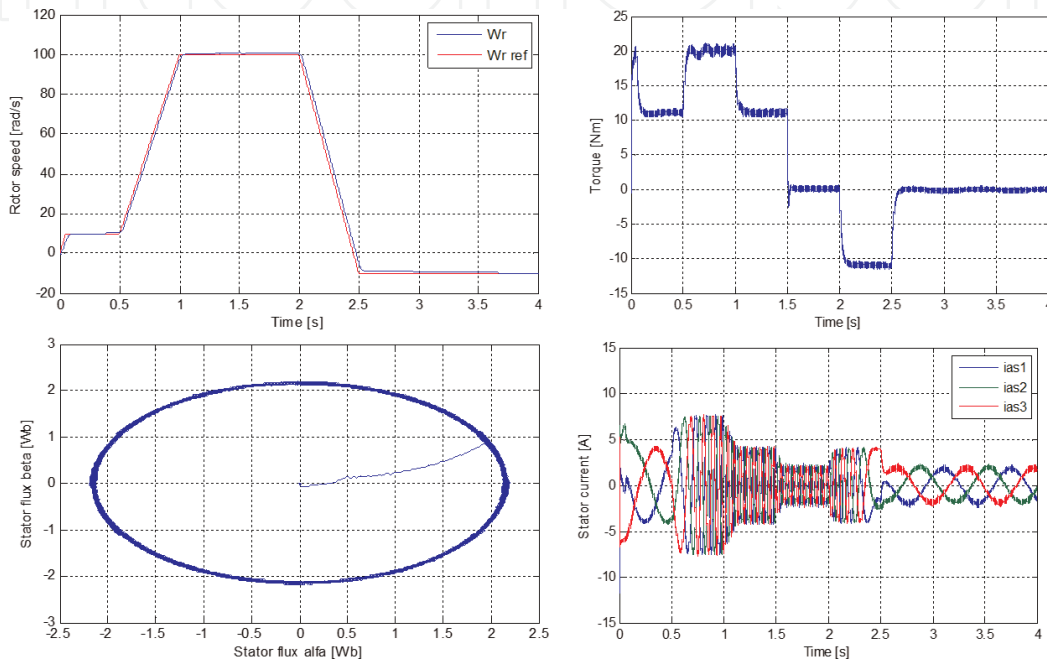 120
100
80
60
40
20
0
-20
Rotor speed [rad/s]
0 0.5 1 1.5 2 2.5 3 3.5 4
Time [s]
Wr
Wr ref
25
20
15
10
5
0
-5
-10
-15
Torque [Nm]
0 0.5 1 1.5 2 2.5 3 3.5 4
Time [s]
3
2
1
0
-1
-2
-3
Stator flux beta [Wb]
-2.5 -2 -1.5 -1 -0.5 0 0.5 1 1.5 2 2.5
Stator flux alfa [Wb]
15
10
5
0
-5
-10
-15
Stator current [A]
0 0.5 1 1.5 2 2.5 3 3.5 4
Time [s]
ias1
ias2
ias3